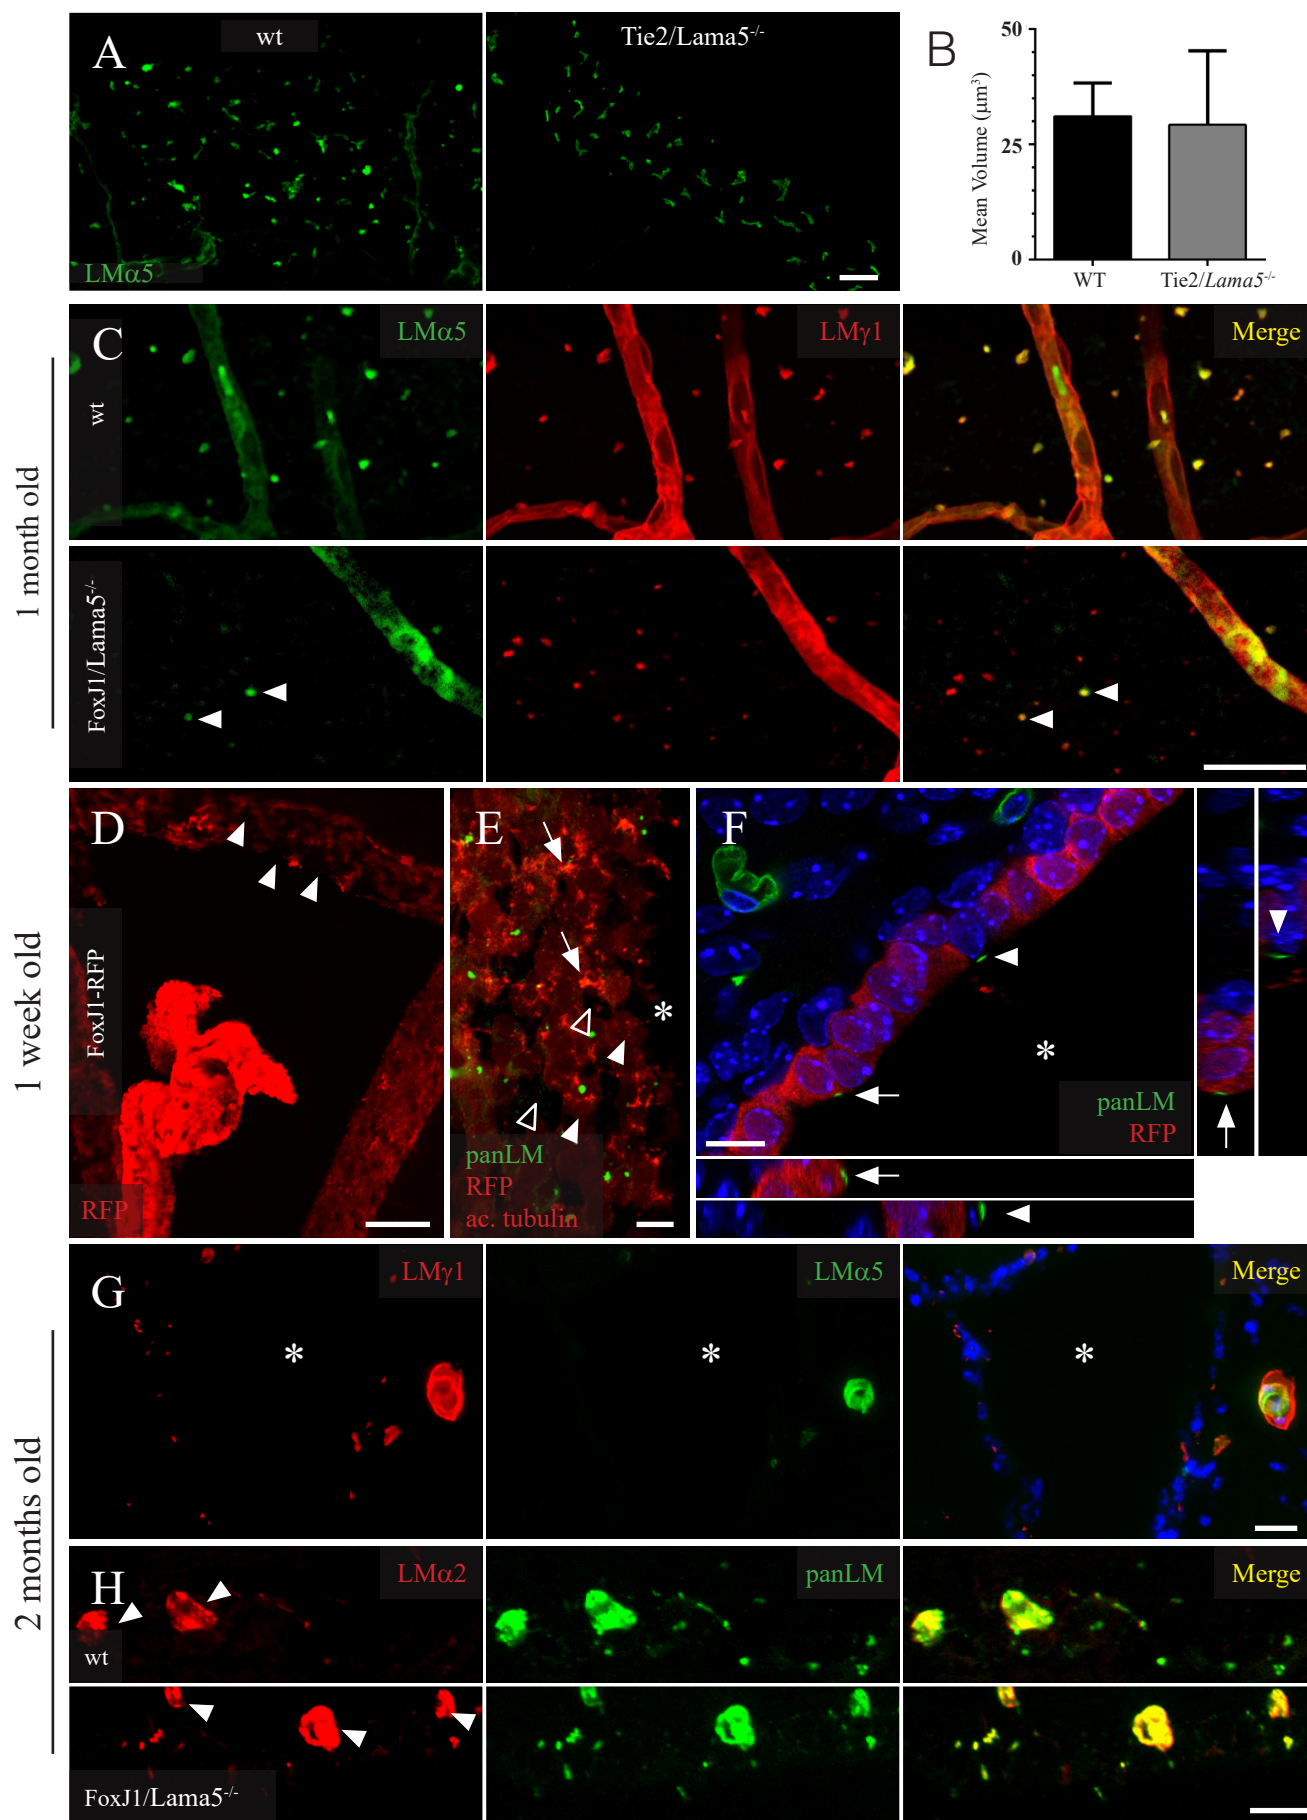 A
wt
Tie2/Lama5-/-
LMα5
B
Mean Volume (μm³)
50
25
0
WT
Tie2/Lama5-/-
1 month old
C
wt
LMα5
LMγ1
Merge
FoxJ1/Lama5-/-
1 week old
D
FoxJ1-RFP
RFP
E
*
panLM
RFP
ac. tubulin
F
*
panLM
RFP
2 months old
G
LMγ1
*
LMα5
*
Merge
*
H
LMα2
panLM
Merge
wt
FoxJ1/Lama5-/-